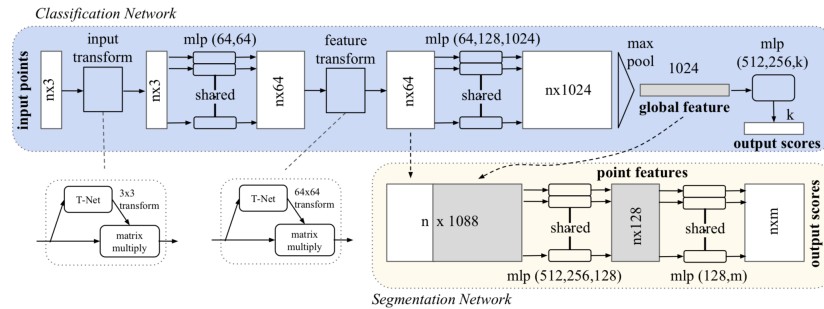 Classification Network
input points
nx3
input
transform
nx3
mlp (64,64)
shared
nx64
feature
transform
nx64
mlp (64,128,1024)
shared
nx1024
max
pool
1024
global feature
mlp
(512,256,k)
k
output scores
T-Net
3x3
transform
matrix
multiply
T-Net
64x64
transform
matrix
multiply
point features
n x 1088
shared
mlp (512,256,128)
nx128
shared
mlp (128,m)
nxm
output scores
Segmentation Network